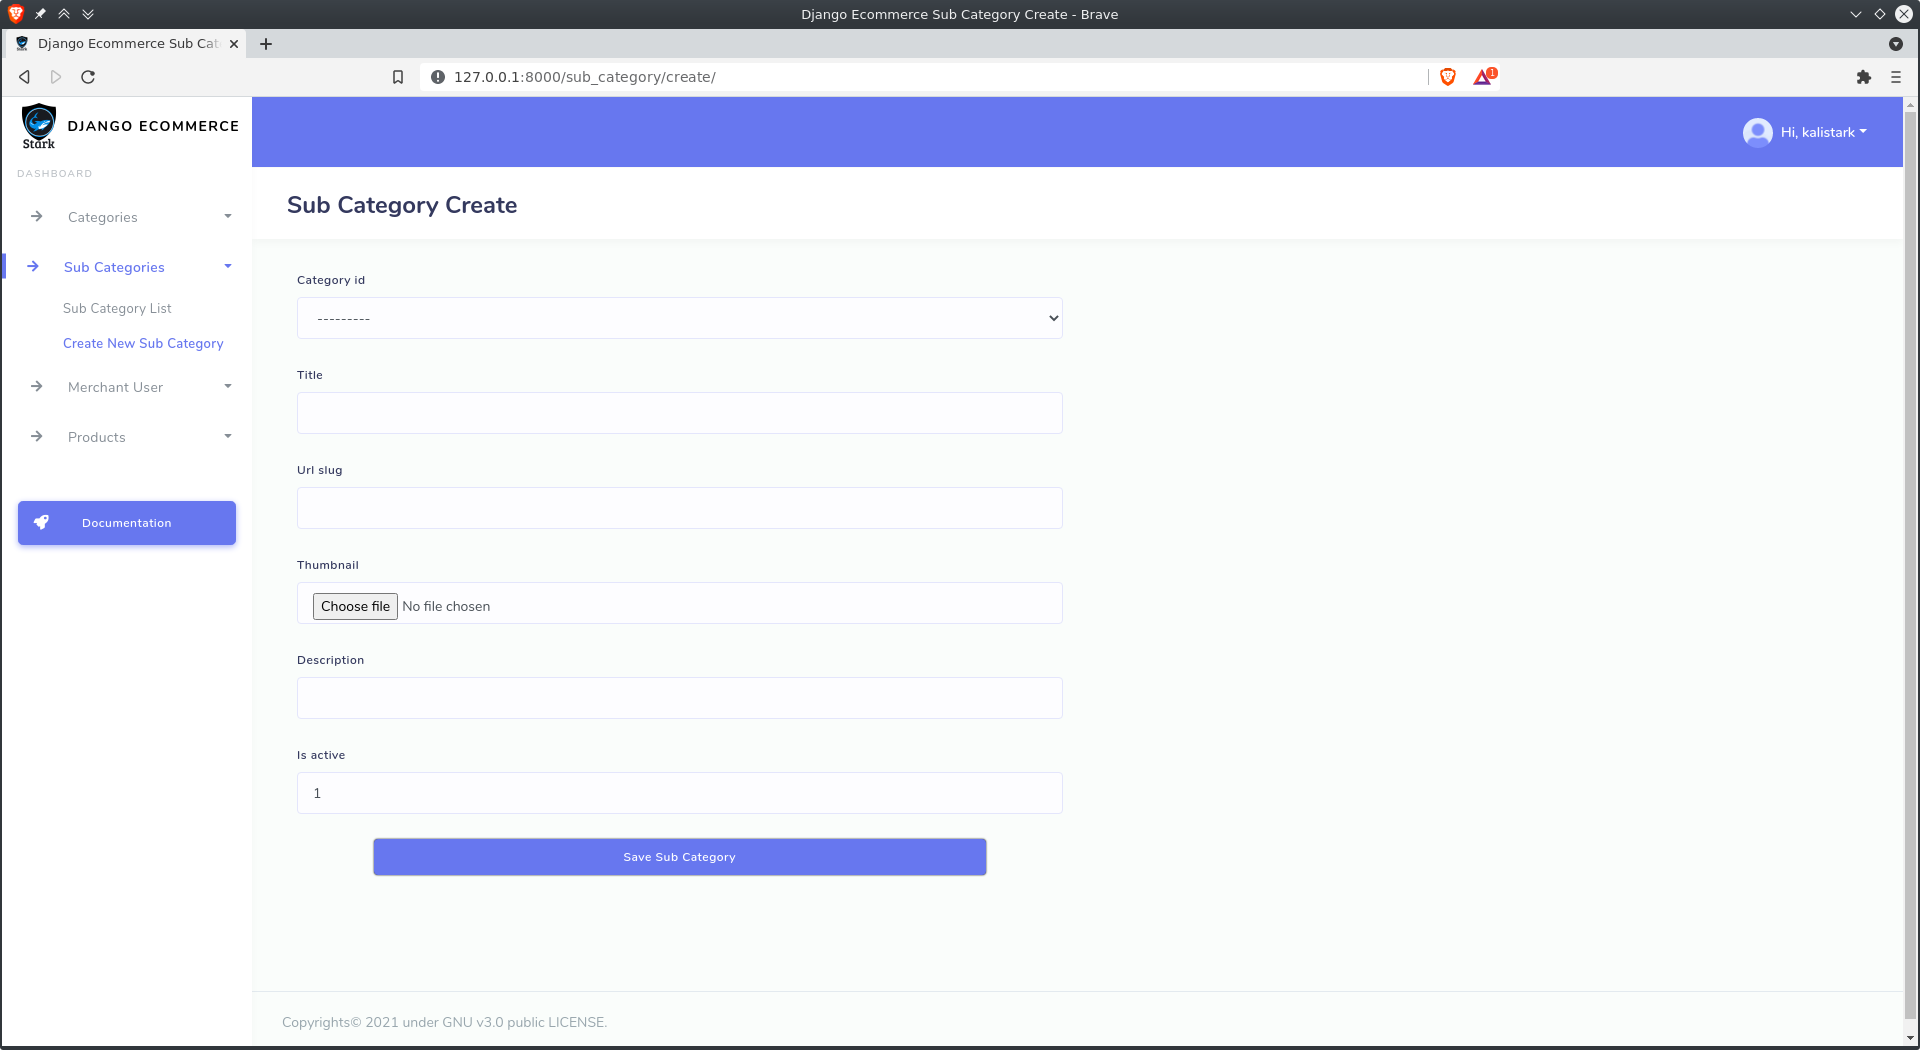 Django Ecommerce Sub Category Create - Brave
Django Ecommerce Sub Cat
127.0.0.1:8000/sub_category/create/
1
Stark
DJANGO ECOMMERCE
Hi, kalistark
DASHBOARD
Categories
Sub Categories
Sub Category List
Create New Sub Category
Merchant User
Products
Documentation
Sub Category Create
Category id
---------
Title
Url slug
Thumbnail
Choose file No file chosen
Description
Is active
1
Save Sub Category
Copyrights© 2021 under GNU v3.0 public LICENSE.